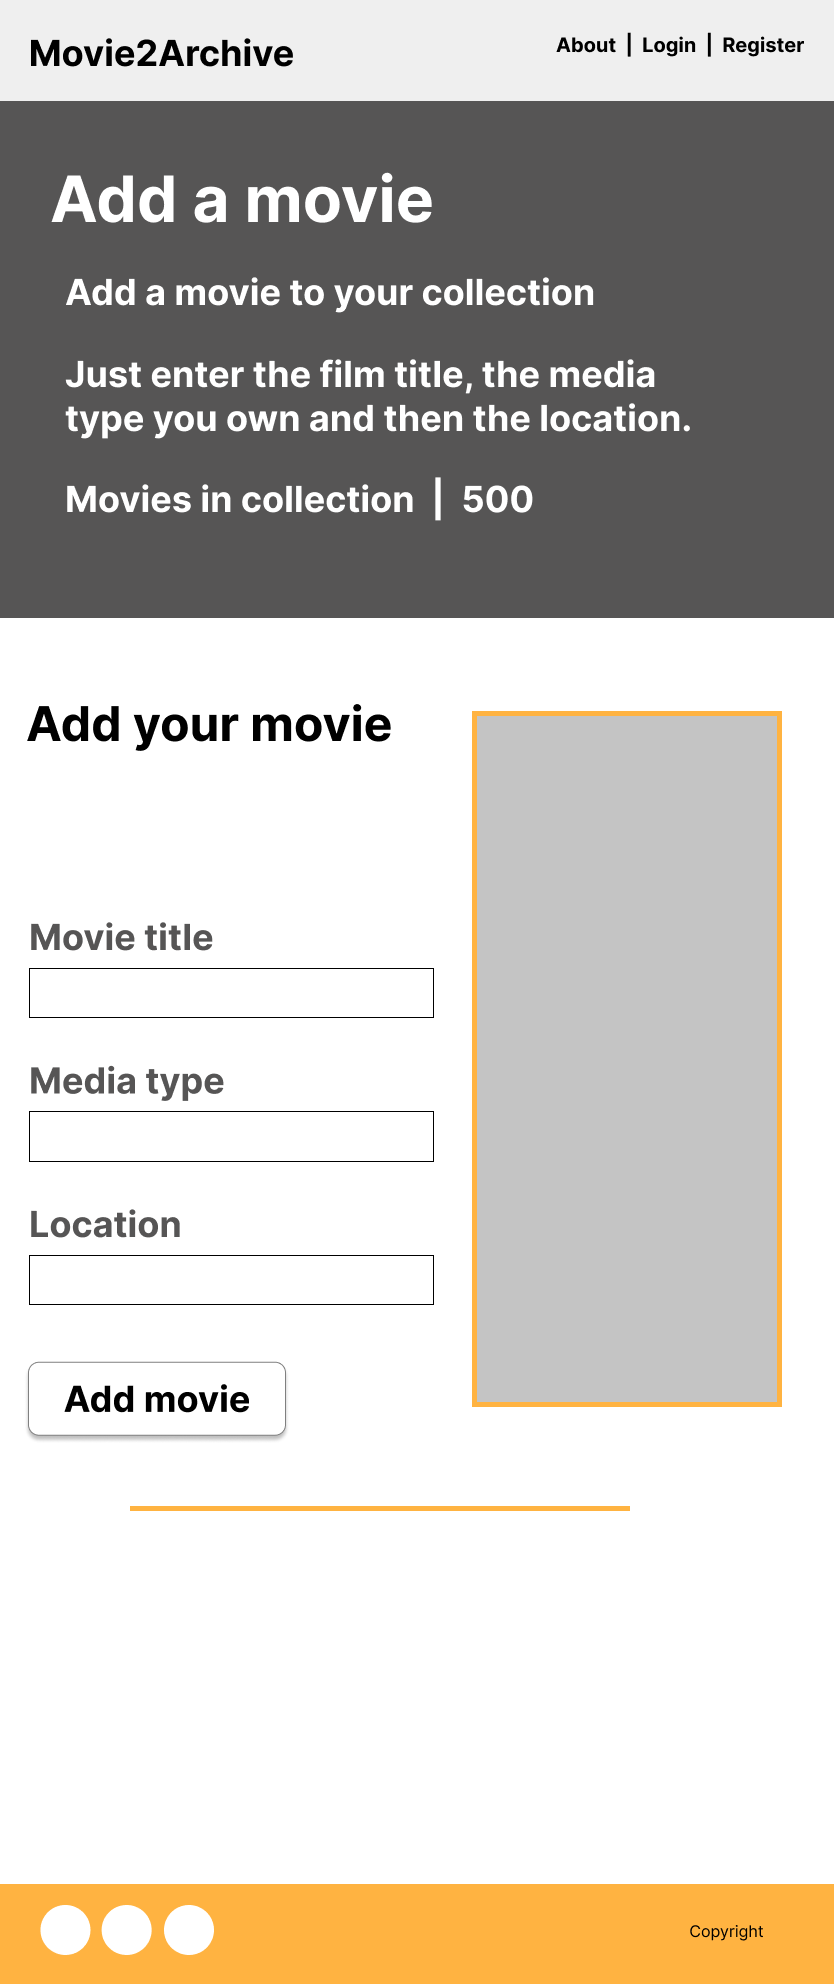 Movie2Archive
About | Login | Register
Add a movie
Add a movie to your collection
Just enter the film title, the media
type you own and then the location.
Movies in collection | 500
Add your movie
Movie title
Media type
Location
Add movie
Copyright